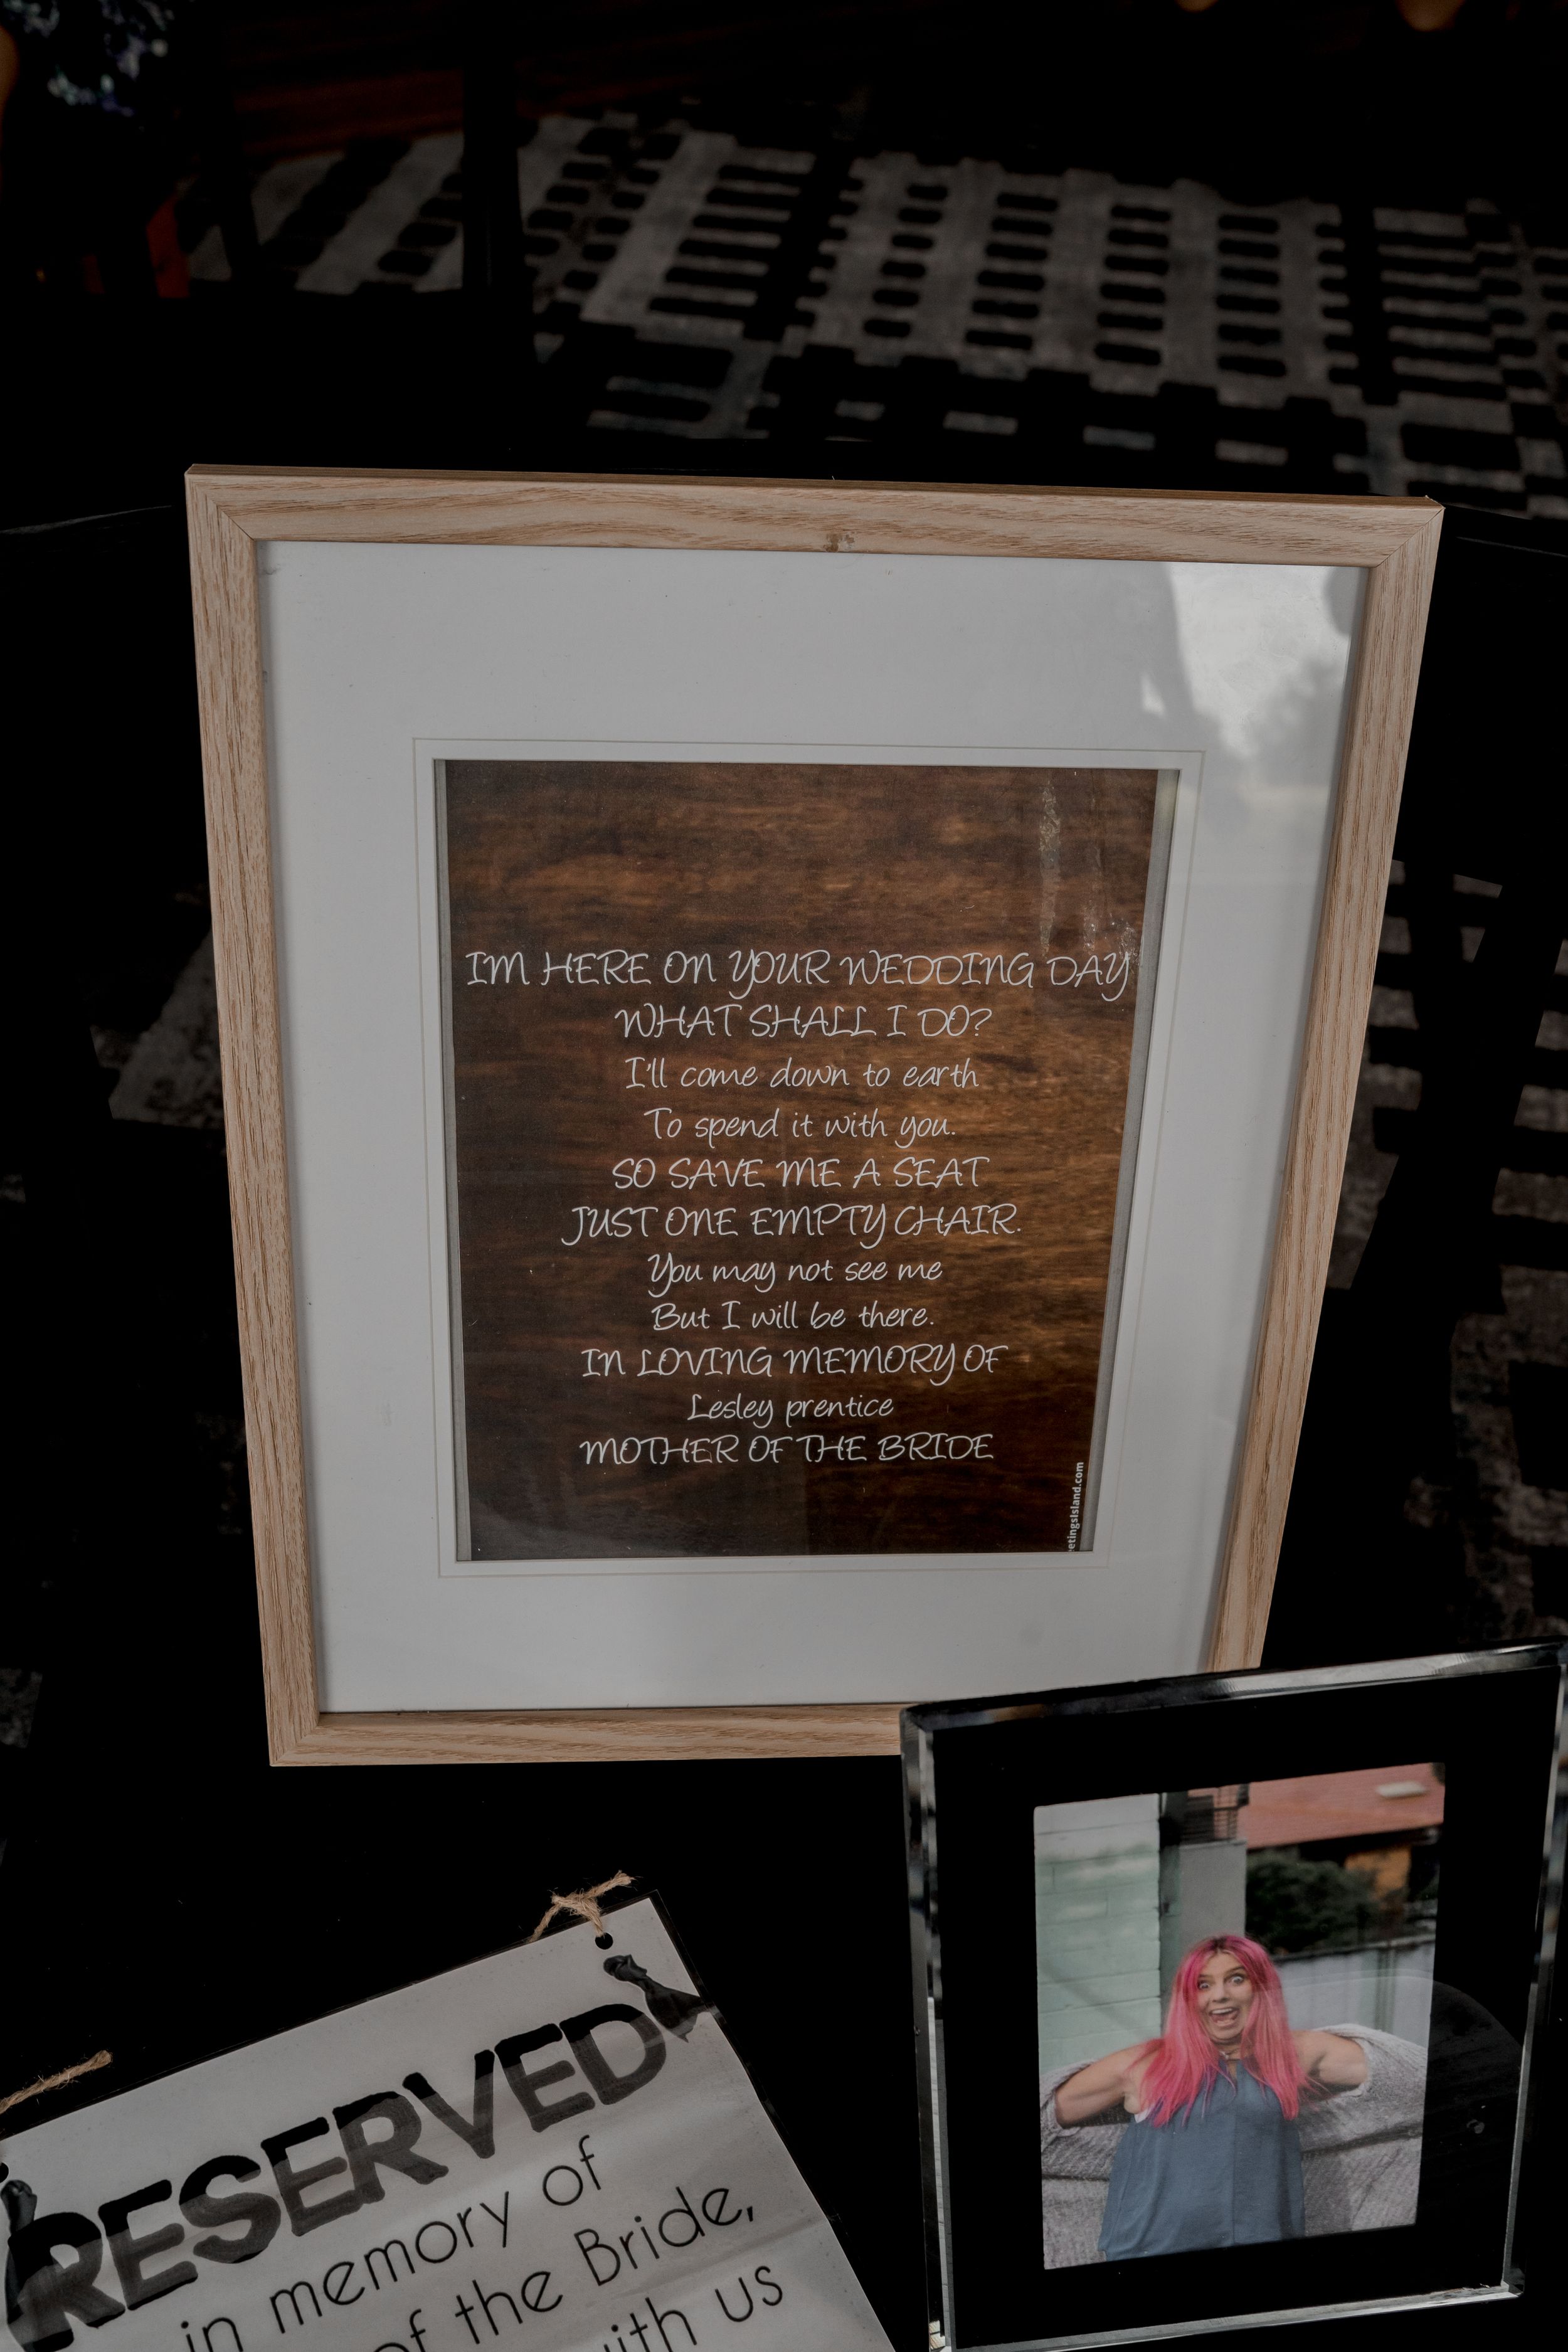 IM HERE ON YOUR WEDDING DAY
WHAT SHALL I DO?
I'll come down to earth
To spend it with you.
SO SAVE ME A SEAT
JUST ONE EMPTY CHAIR.
You may not see me
But I will be there.
IN LOVING MEMORY OF
Lesley prentice
MOTHER OF THE BRIDE
RESERVED
in memory of
of the Bride,
us